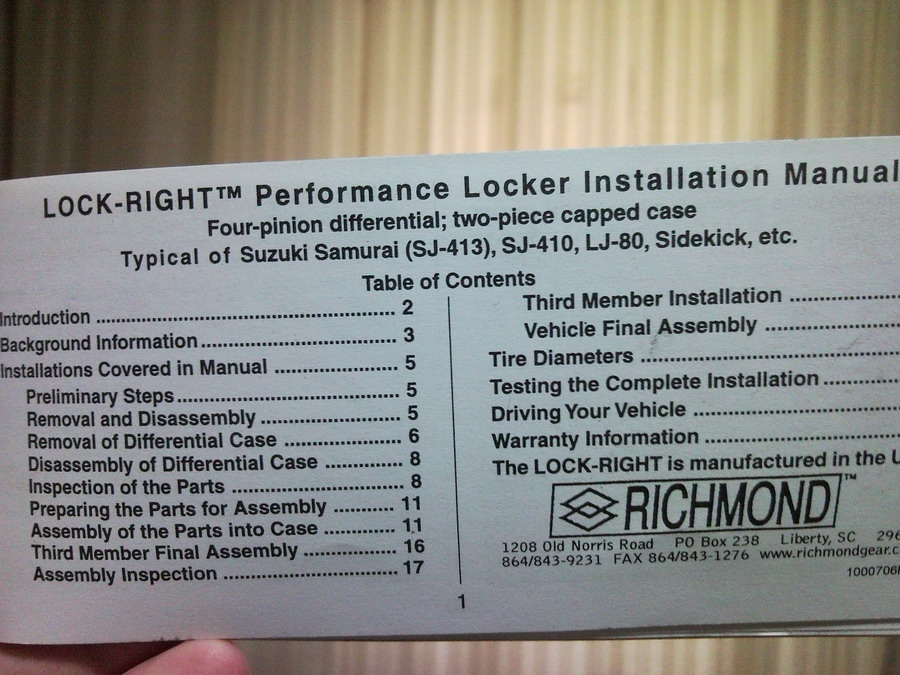 LOCK-RIGHT™ Performance Locker Installation Manual
Four-pinion differential; two-piece capped case
Typical of Suzuki Samurai (SJ-413), SJ-410, LJ-80, Sidekick, etc.
Table of Contents
Introduction .......... 2
Background Information .......... 3
Installations Covered in Manual .......... 5
Preliminary Steps .......... 5
Removal and Disassembly .......... 5
Removal of Differential Case .......... 6
Disassembly of Differential Case .......... 8
Inspection of the Parts .......... 8
Preparing the Parts for Assembly .......... 11
Assembly of the Parts into Case .......... 11
Third Member Final Assembly .......... 16
Assembly Inspection .......... 17
Third Member Installation ..........
Vehicle Final Assembly ..........
Tire Diameters ..........
Testing the Complete Installation ..........
Driving Your Vehicle ..........
Warranty Information ..........
The LOCK-RIGHT is manufactured in the
RICHMOND™
1208 Old Norris Road PO Box 238 Liberty, SC 296
864/843-9231 FAX 864/843-1276 www.richmondgear.c
1000706
1